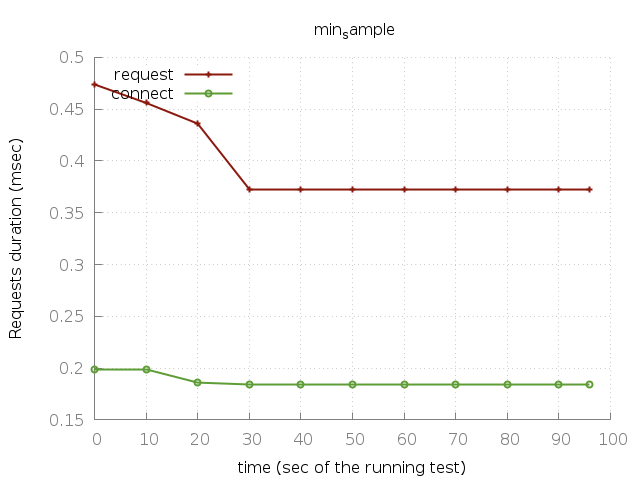 minₛample
request
connect
Requests duration (msec)
0.5
0.45
0.4
0.35
0.3
0.25
0.2
0.15
0 10 20 30 40 50 60 70 80 90 100
time (sec of the running test)